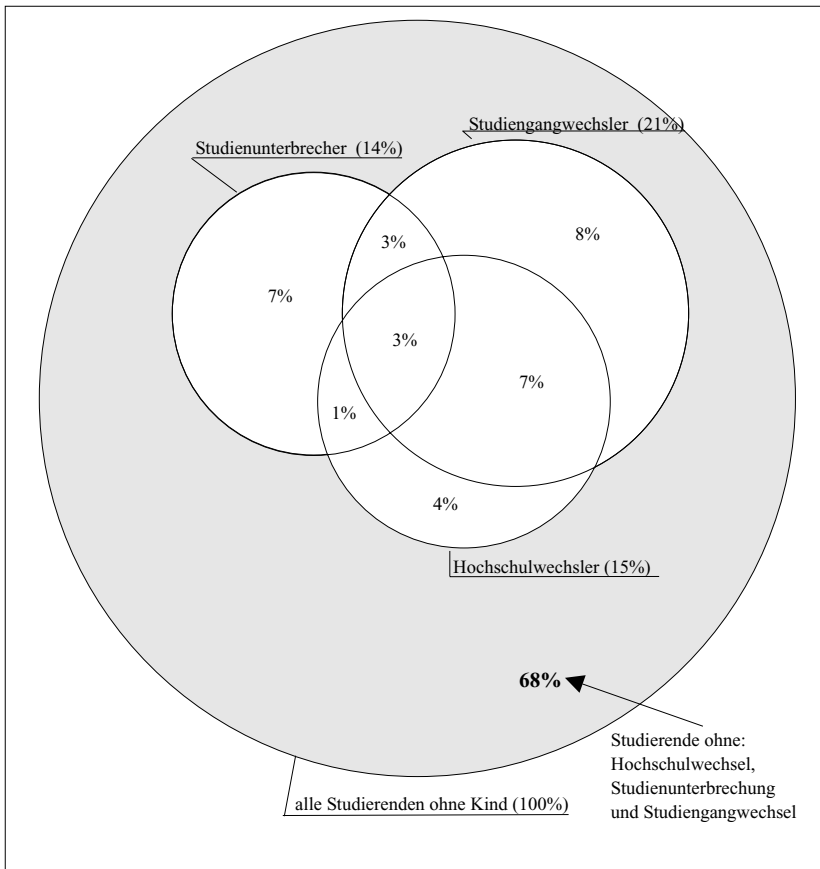 Studiengangwechsler (21%)
Studienunterbrecher (14%)
3%
8%
7%
3%
7%
1%
4%
Hochschulwechsler (15%)
68%
Studierende ohne:
Hochschulwechsel,
Studienunterbrechung
und Studiengangwechsel
alle Studierenden ohne Kind (100%)